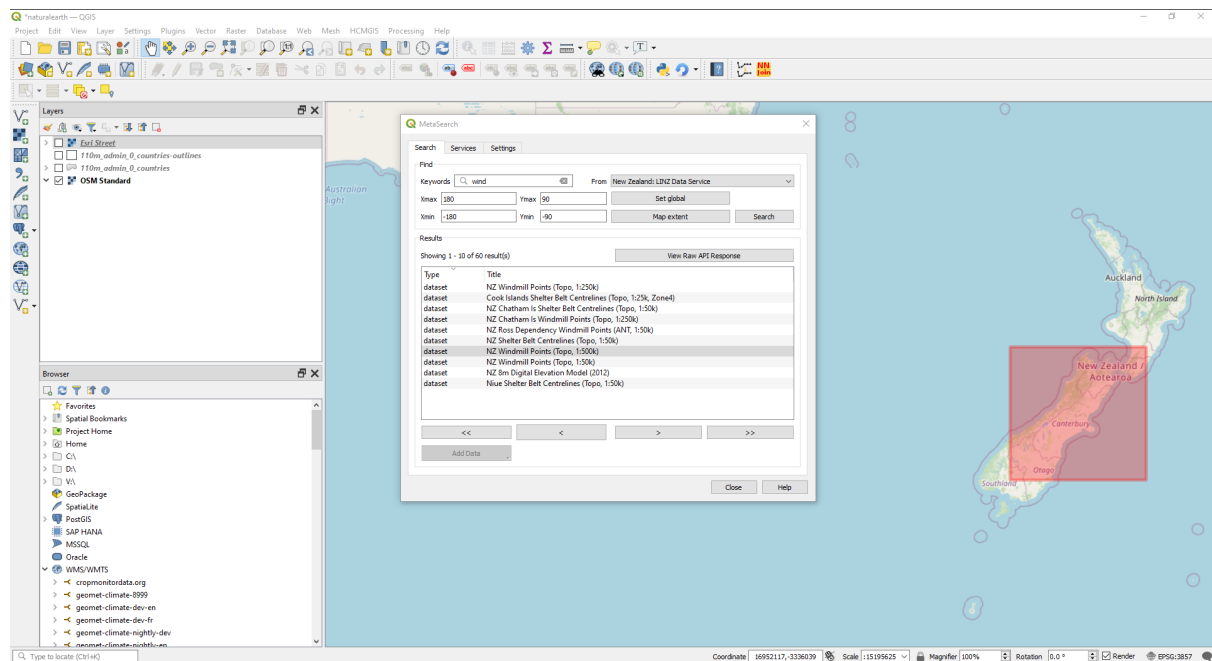 *naturalearth — QGIS
Project Edit View Layer Settings Plugins Vector Raster Database Web Mesh HCMGIS Processing Help
Layers
Esri Street
110m_admin_0_countries-outlines
110m_admin_0_countries
OSM Standard
Browser
Favorites
Spatial Bookmarks
Project Home
Home
C:\
D:\
V:\
GeoPackage
SpatiaLite
PostGIS
SAP HANA
MSSQL
Oracle
WMS/WMTS
cropmonitordata.org
geomet-climate-8999
geomet-climate-dev-en
geomet-climate-dev-fr
geomet-climate-nightly-dev
geomet-climate-nightly-en
MetaSearch
Search Services Settings
Find
Keywords wind From New Zealand: LINZ Data Service
Xmax 180 Ymax 90 Set global
Xmin -180 Ymin -90 Map extent Search
Results
Showing 1 - 10 of 60 result(s) View Raw API Response
Type Title
dataset NZ Windmill Points (Topo, 1:250k)
dataset Cook Islands Shelter Belt Centrelines (Topo, 1:25k, Zone4)
dataset NZ Chatham Is Shelter Belt Centrelines (Topo, 1:50k)
dataset NZ Chatham Is Windmill Points (Topo, 1:250k)
dataset NZ Ross Dependency Windmill Points (ANT, 1:50k)
dataset NZ Shelter Belt Centrelines (Topo, 1:50k)
dataset NZ Windmill Points (Topo, 1:500k)
dataset NZ Windmill Points (Topo, 1:50k)
dataset NZ 8m Digital Elevation Model (2012)
dataset Niue Shelter Belt Centrelines (Topo, 1:50k)
<< < > >>
Add Data
Close Help
Australian
Bight
Auckland
North Island
New Zealand /
Aotearoa
Canterbury
Otago
Southland
Type to locate (Ctrl+K) Coordinate 16952117,-3336039 Scale :15195625 Magnifier 100% Rotation 0.0 ° Render EPSG:3857